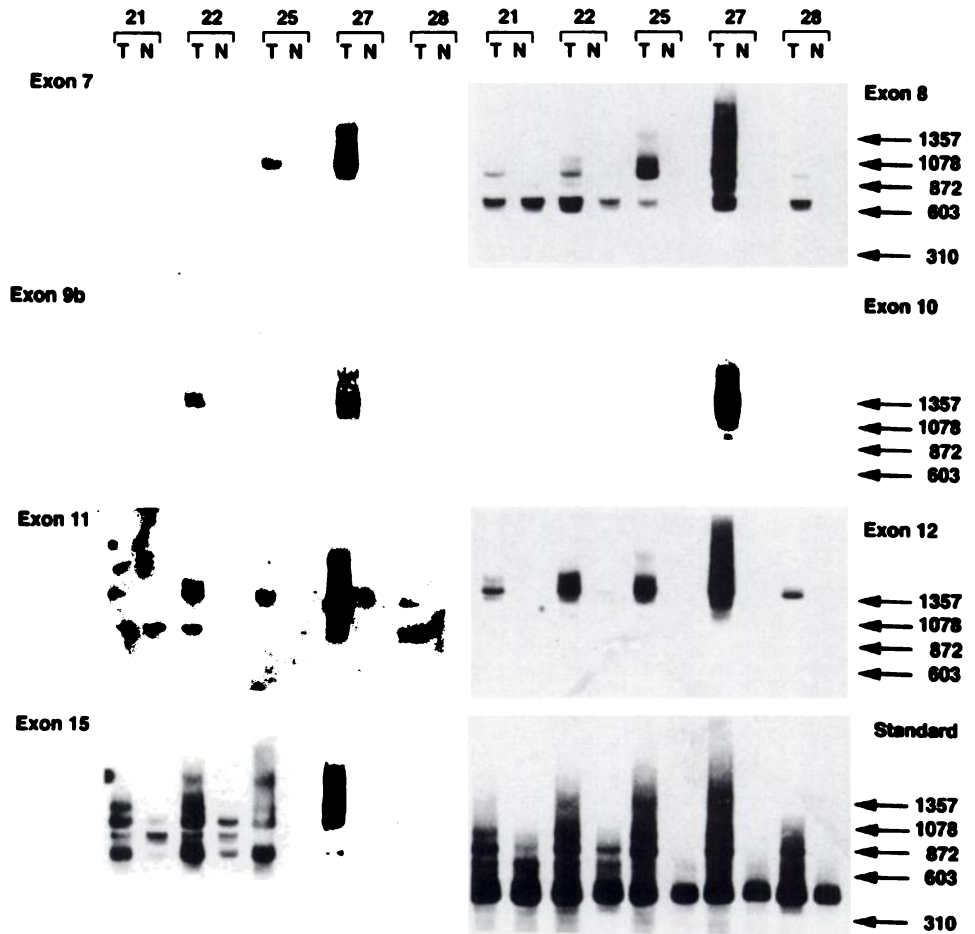 21 22 25 27 28 21 22 25 27 28
T N T N T N T N T N T N T N T N T N T N
Exon 7
Exon 8
1357
1078
872
603
310
Exon 9b
Exon 10
1357
1078
872
603
Exon 11
Exon 12
1357
1078
872
603
Exon 15
Standard
1357
1078
872
603
310